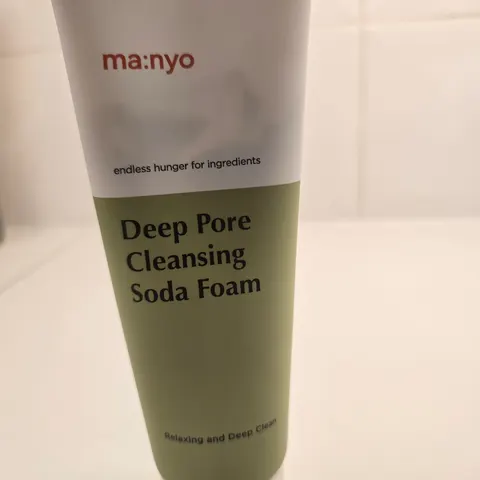 ma:nyo
endless hunger for ingredients
Deep Pore
Cleansing
Soda Foam
Relaxing and Deep Clean